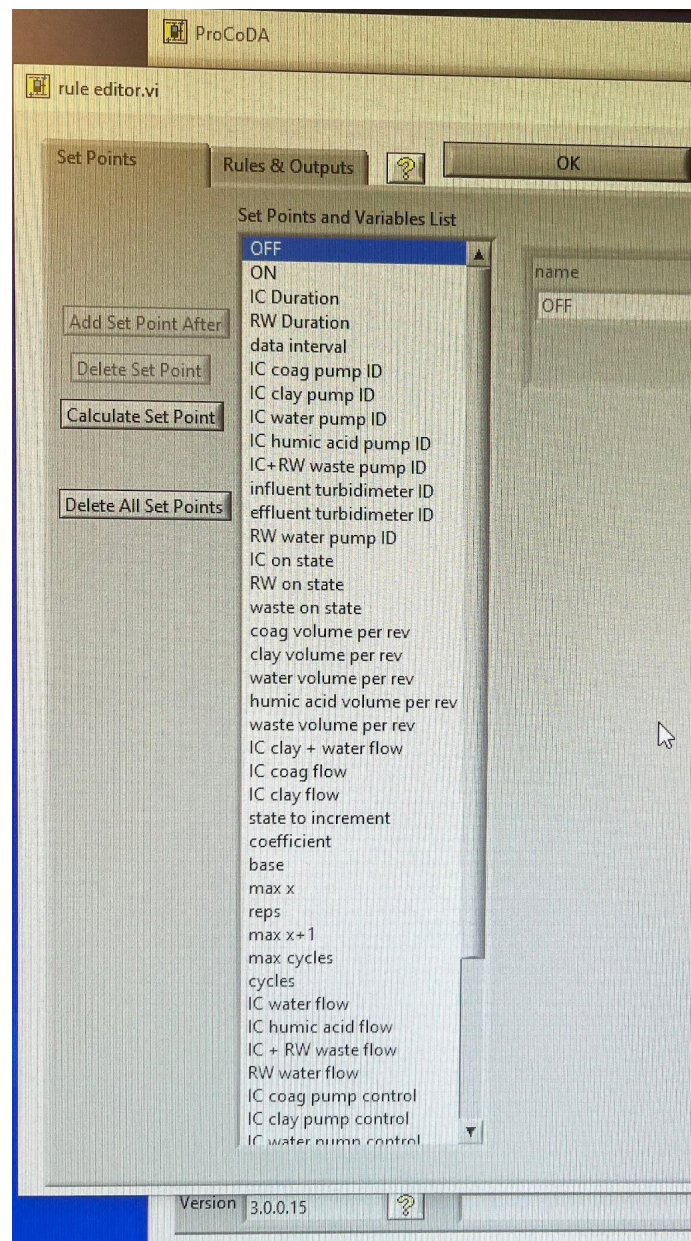 ProCoDA
rule editor.vi
Set Points
Rules & Outputs
?
OK
Set Points and Variables List
name
OFF
Add Set Point After
Delete Set Point
Calculate Set Point
Delete All Set Points
OFF
ON
IC Duration
RW Duration
data interval
IC coag pump ID
IC clay pump ID
IC water pump ID
IC humic acid pump ID
IC+RW waste pump ID
influent turbidimeter ID
effluent turbidimeter ID
RW water pump ID
IC on state
RW on state
waste on state
coag volume per rev
clay volume per rev
water volume per rev
humic acid volume per rev
waste volume per rev
IC clay + water flow
IC coag flow
IC clay flow
state to increment
coefficient
base
max x
reps
max x+1
max cycles
cycles
IC water flow
IC humic acid flow
IC + RW waste flow
RW water flow
IC coag pump control
IC clay pump control
IC water pump control
Version 3.0.0.15
?